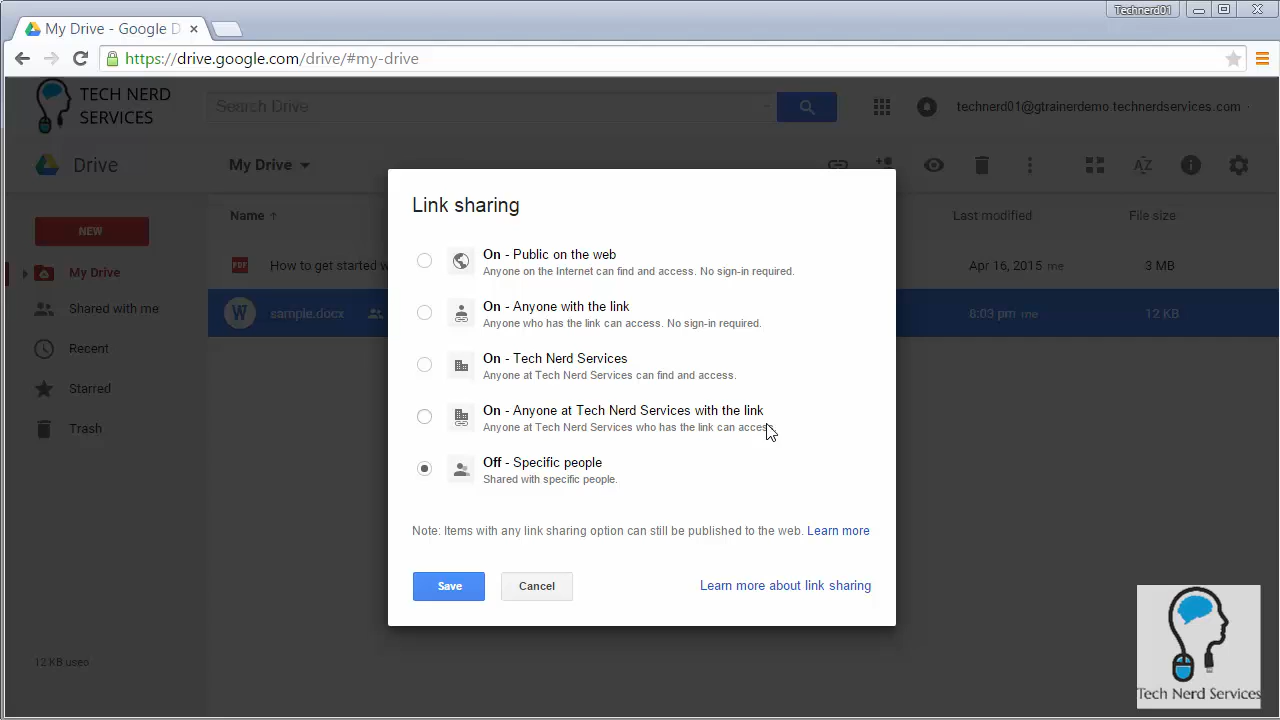 Technerd01
My Drive - Google D
https://drive.google.com/drive/#my-drive
TECH NERD
SERVICES
Search Drive
technerd01@gtrainerdemo.technerdservices.com
Drive
My Drive
NEW
My Drive
Shared with me
Recent
Starred
Trash
12 KB used
Name
Last modified
File size
PDF
How to get started w
Apr 16, 2015 me
3 MB
W
sample.docx
8:03 pm me
12 KB
Link sharing
On - Public on the web
Anyone on the Internet can find and access. No sign-in required.
On - Anyone with the link
Anyone who has the link can access. No sign-in required.
On - Tech Nerd Services
Anyone at Tech Nerd Services can find and access.
On - Anyone at Tech Nerd Services with the link
Anyone at Tech Nerd Services who has the link can access.
Off - Specific people
Shared with specific people.
Note: Items with any link sharing option can still be published to the web. Learn more
Save
Cancel
Learn more about link sharing
Tech Nerd Services